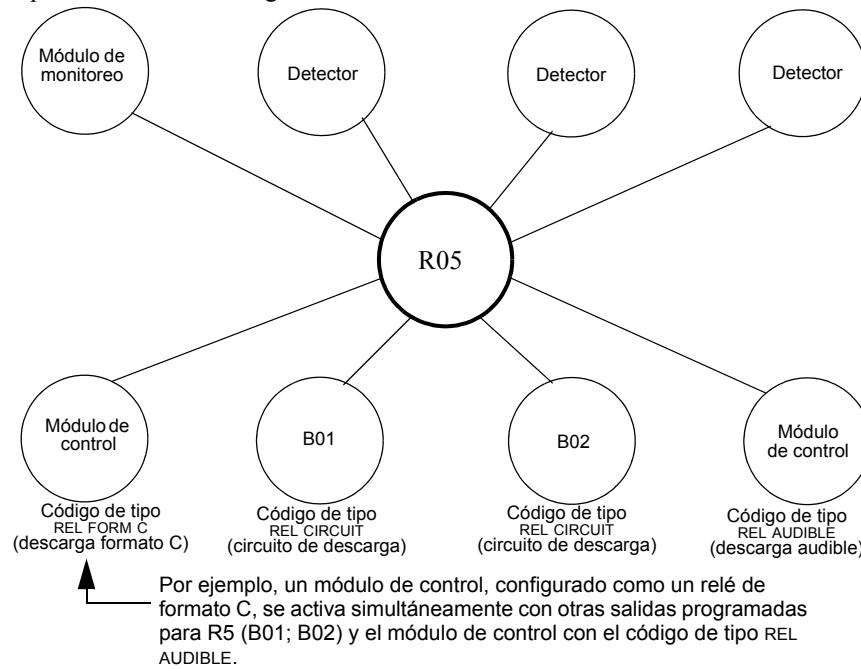 Módulo de
monitoreo
Detector
Detector
Detector
R05
Módulo de
control
B01
B02
Módulo
de control
Código de tipo
REL FORM C
(descarga formato C)
Código de tipo
REL CIRCUIT
(circuito de descarga)
Código de tipo
REL CIRCUIT
(circuito de descarga)
Código de tipo
REL AUDIBLE
(descarga audible)
Por ejemplo, un módulo de control, configurado como un relé de
formato C, se activa simultáneamente con otras salidas programadas
para R5 (B01; B02) y el módulo de control con el código de tipo REL
AUDIBLE.